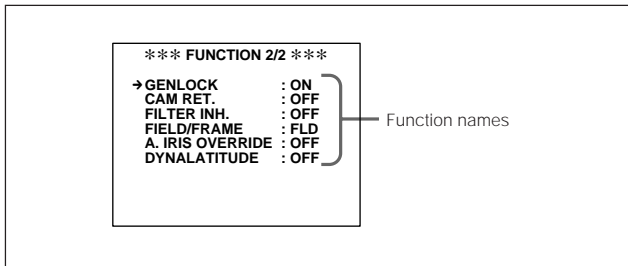 ✳✳✳ FUNCTION 2/2 ✳✳✳
➔GENLOCK : ON
CAM RET. : OFF
FILTER INH. : OFF
FIELD/FRAME : FLD
A. IRIS OVERRIDE : OFF
DYNALATITUDE : OFF
Function names